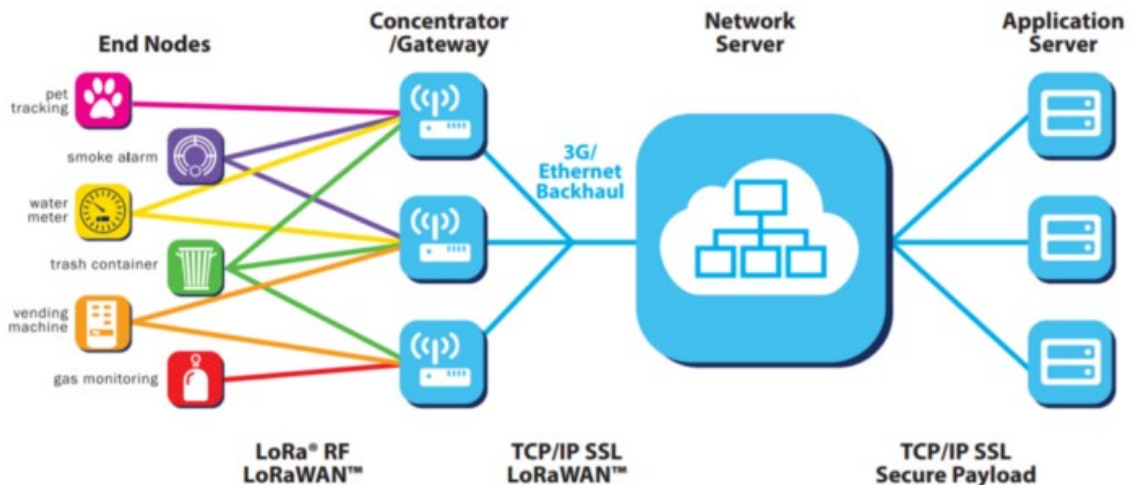 End Nodes
Concentrator
/Gateway
Network
Server
Application
Server
pet
tracking
smoke alarm
water
meter
trash container
vending
machine
gas monitoring
3G/
Ethernet
Backhaul
LoRa® RF
LoRaWAN™
TCP/IP SSL
LoRaWAN™
TCP/IP SSL
Secure Payload